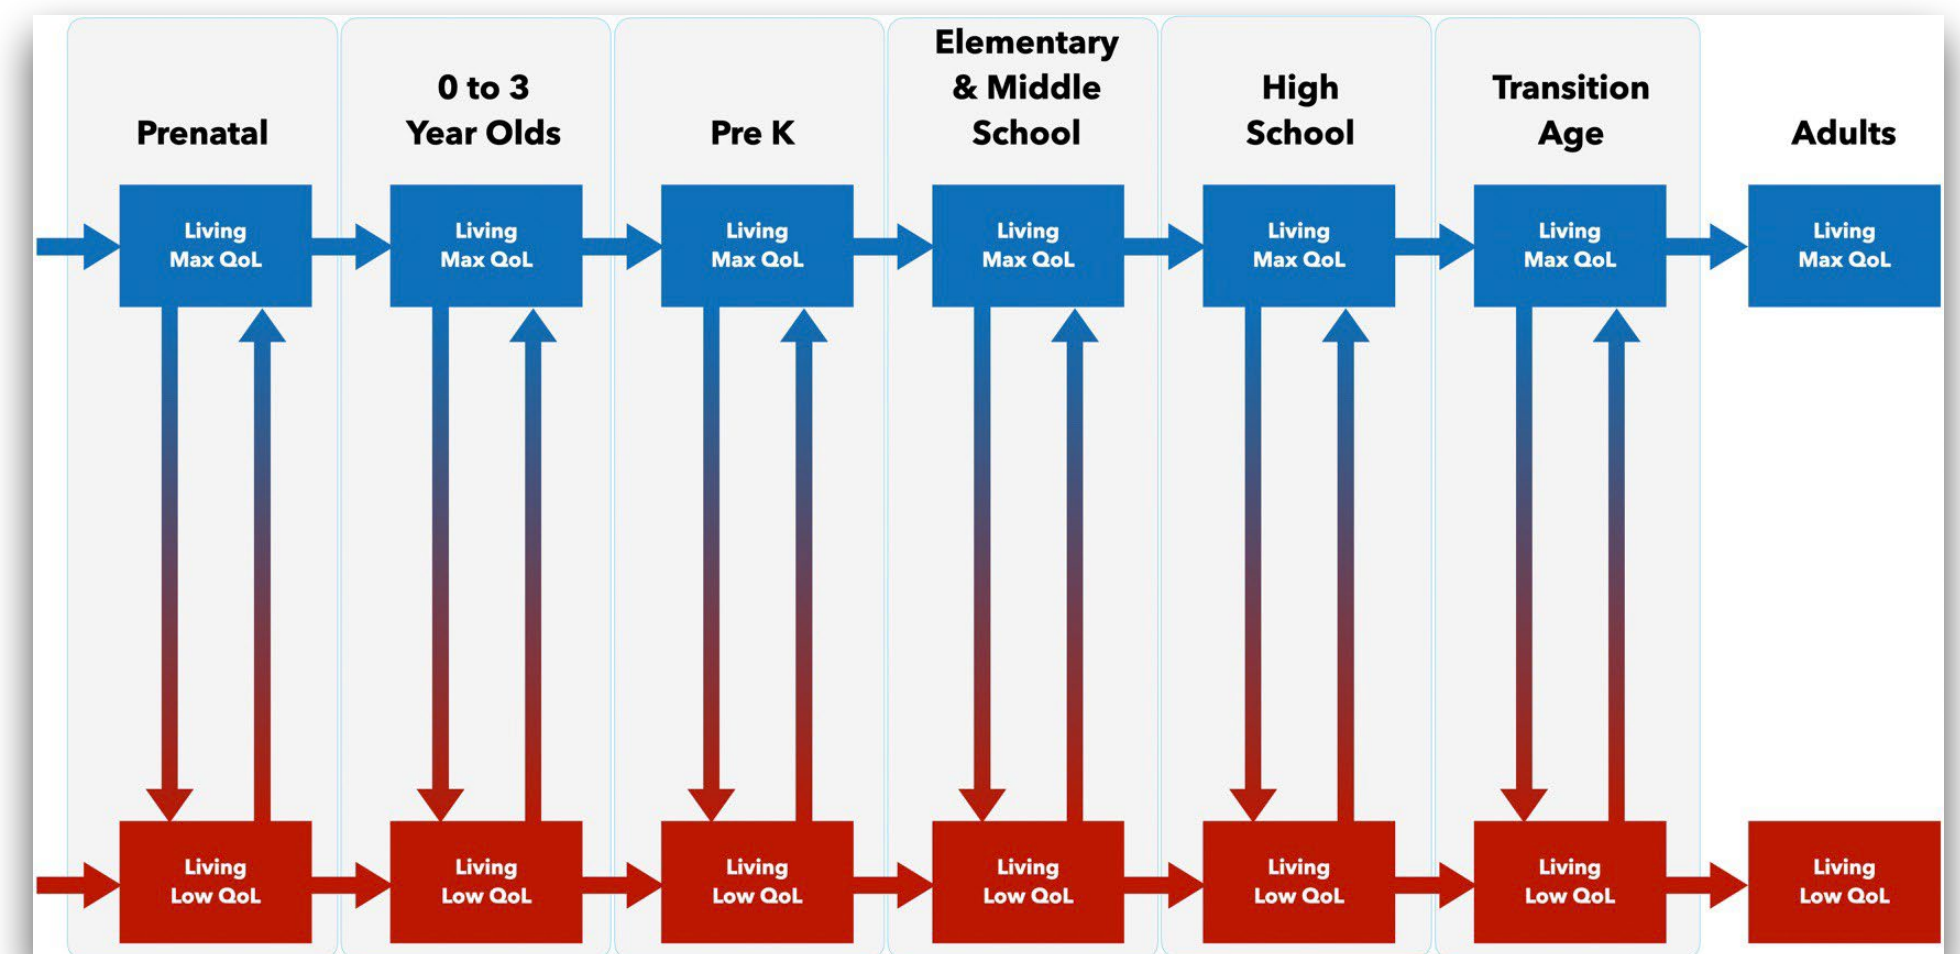 Prenatal
0 to 3
Year Olds
Pre K
Elementary
& Middle
School
High
School
Transition
Age
Adults
Living
Max QoL
Living
Max QoL
Living
Max QoL
Living
Max QoL
Living
Max QoL
Living
Max QoL
Living
Max QoL
Living
Low QoL
Living
Low QoL
Living
Low QoL
Living
Low QoL
Living
Low QoL
Living
Low QoL
Living
Low QoL